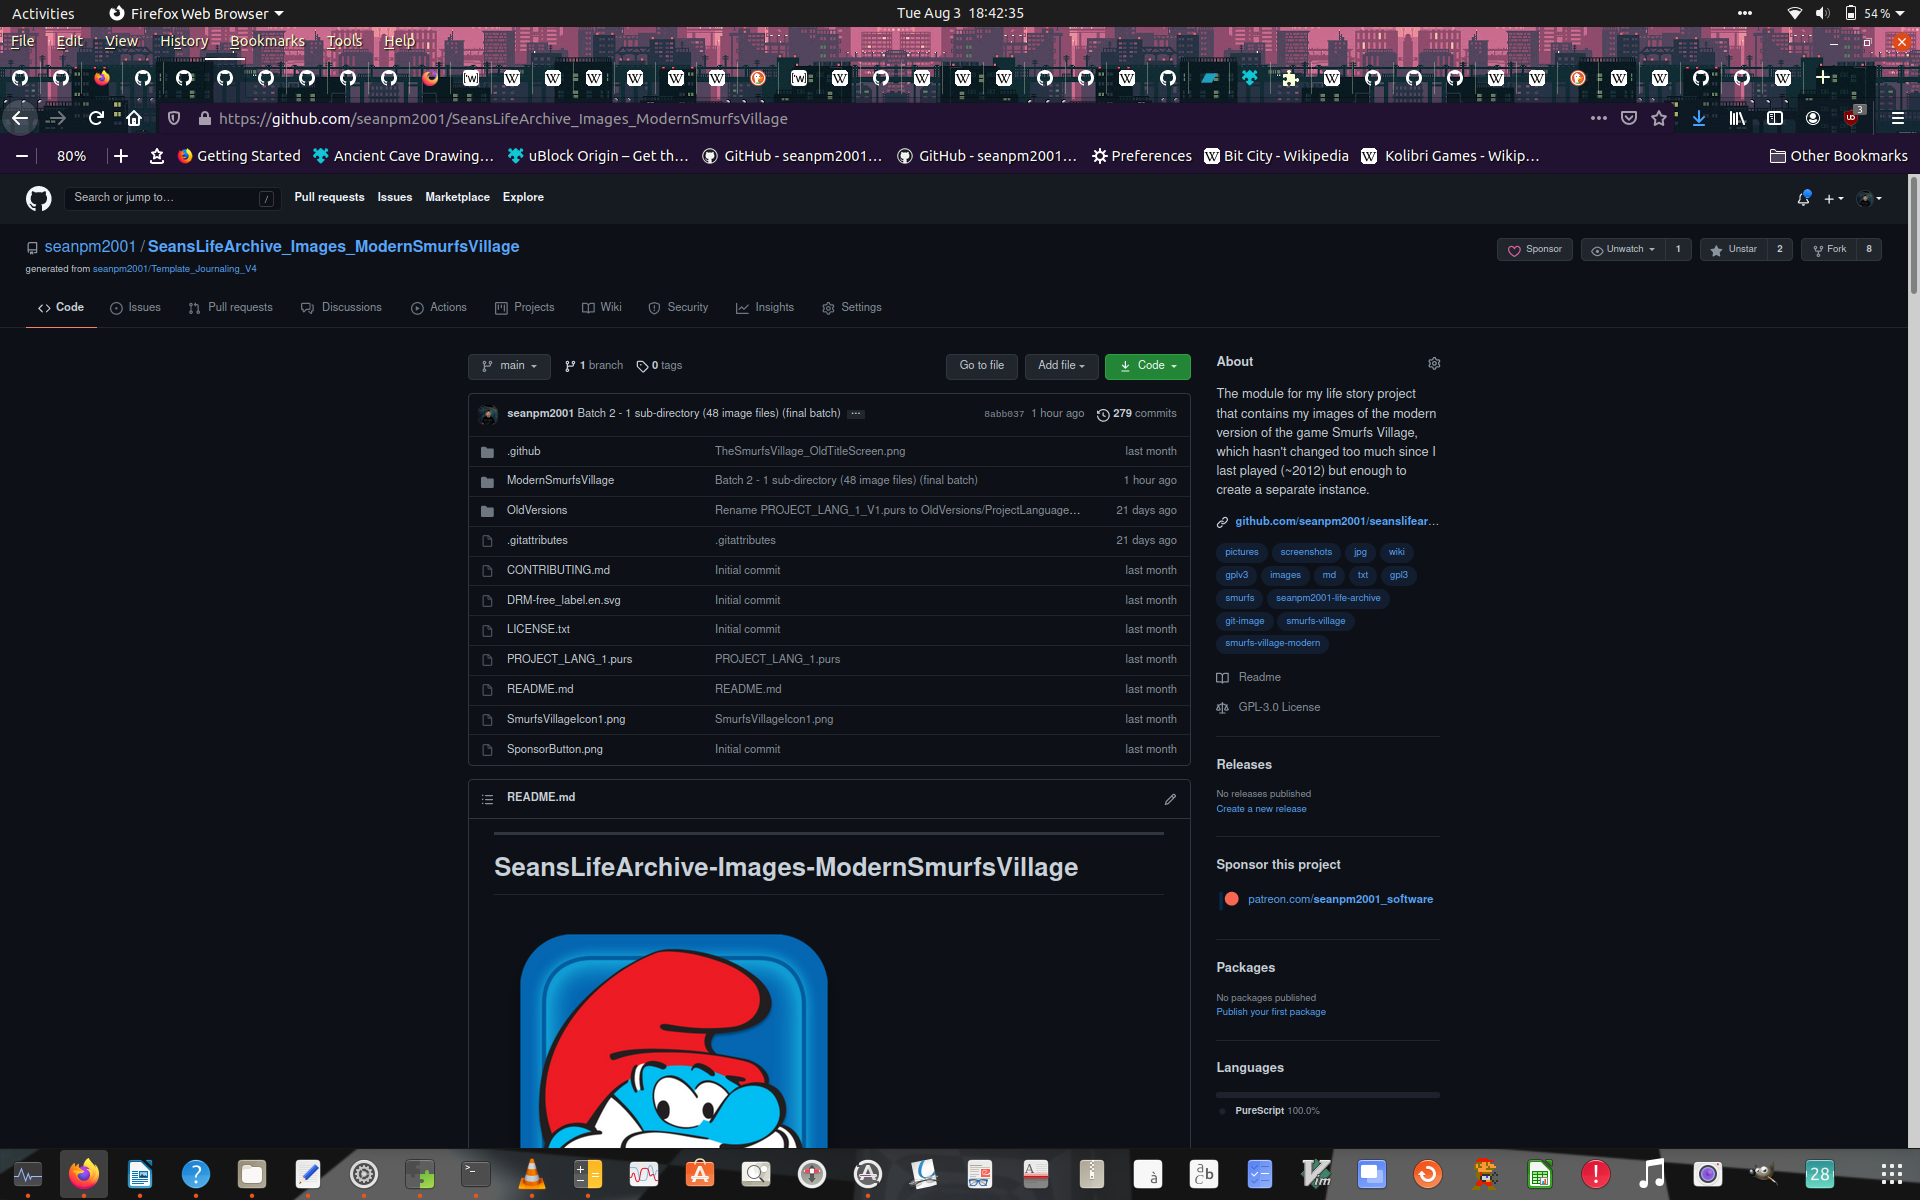 Activities
Firefox Web Browser
Tue Aug 3 18:42:35
54 %
File Edit View History Bookmarks Tools Help
https://github.com/seanpm2001/SeansLifeArchive_Images_ModernSmurfsVillage
3
80%
Getting Started
Ancient Cave Drawing…
uBlock Origin – Get th…
GitHub - seanpm2001…
GitHub - seanpm2001…
Preferences
Bit City - Wikipedia
Kolibri Games - Wikip…
Other Bookmarks
Search or jump to… /
Pull requests Issues Marketplace Explore
seanpm2001 / SeansLifeArchive_Images_ModernSmurfsVillage
generated from seanpm2001/Template_Journaling_V4
Sponsor
Unwatch 1
Unstar 2
Fork 8
Code Issues Pull requests Discussions Actions Projects Wiki Security Insights Settings
main 1 branch 0 tags
Go to file Add file Code
seanpm2001 Batch 2 - 1 sub-directory (48 image files) (final batch) … 8abb037 1 hour ago 279 commits
.github TheSmurfsVillage_OldTitleScreen.png last month
ModernSmurfsVillage Batch 2 - 1 sub-directory (48 image files) (final batch) 1 hour ago
OldVersions Rename PROJECT_LANG_1_V1.purs to OldVersions/ProjectLanguage… 21 days ago
.gitattributes .gitattributes 21 days ago
CONTRIBUTING.md Initial commit last month
DRM-free_label.en.svg Initial commit last month
LICENSE.txt Initial commit last month
PROJECT_LANG_1.purs PROJECT_LANG_1.purs last month
README.md README.md last month
SmurfsVillageIcon1.png SmurfsVillageIcon1.png last month
SponsorButton.png Initial commit last month
README.md
SeansLifeArchive-Images-ModernSmurfsVillage
About
The module for my life story project
that contains my images of the modern
version of the game Smurfs Village,
which hasn't changed too much since I
last played (~2012) but enough to
create a separate instance.
github.com/seanpm2001/seanslifear…
pictures screenshots jpg wiki
gplv3 images md txt gpl3
smurfs seanpm2001-life-archive
git-image smurfs-village
smurfs-village-modern
Readme
GPL-3.0 License
Releases
No releases published
Create a new release
Sponsor this project
patreon.com/seanpm2001_software
Packages
No packages published
Publish your first package
Languages
PureScript 100.0%
28